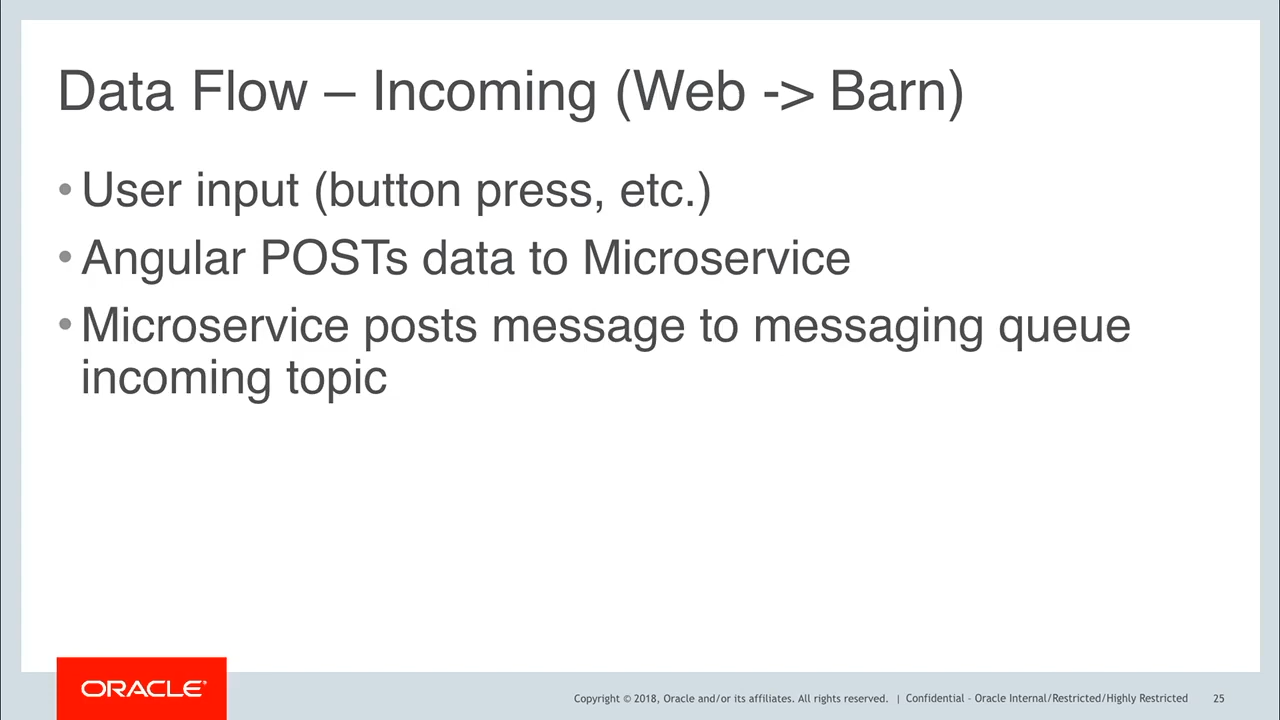 Data Flow – Incoming (Web -> Barn)
• User input (button press, etc.)
• Angular POSTs data to Microservice
• Microservice posts message to messaging queue
incoming topic
ORACLE®
Copyright © 2018, Oracle and/or its affiliates. All rights reserved. | Confidential – Oracle Internal/Restricted/Highly Restricted 25